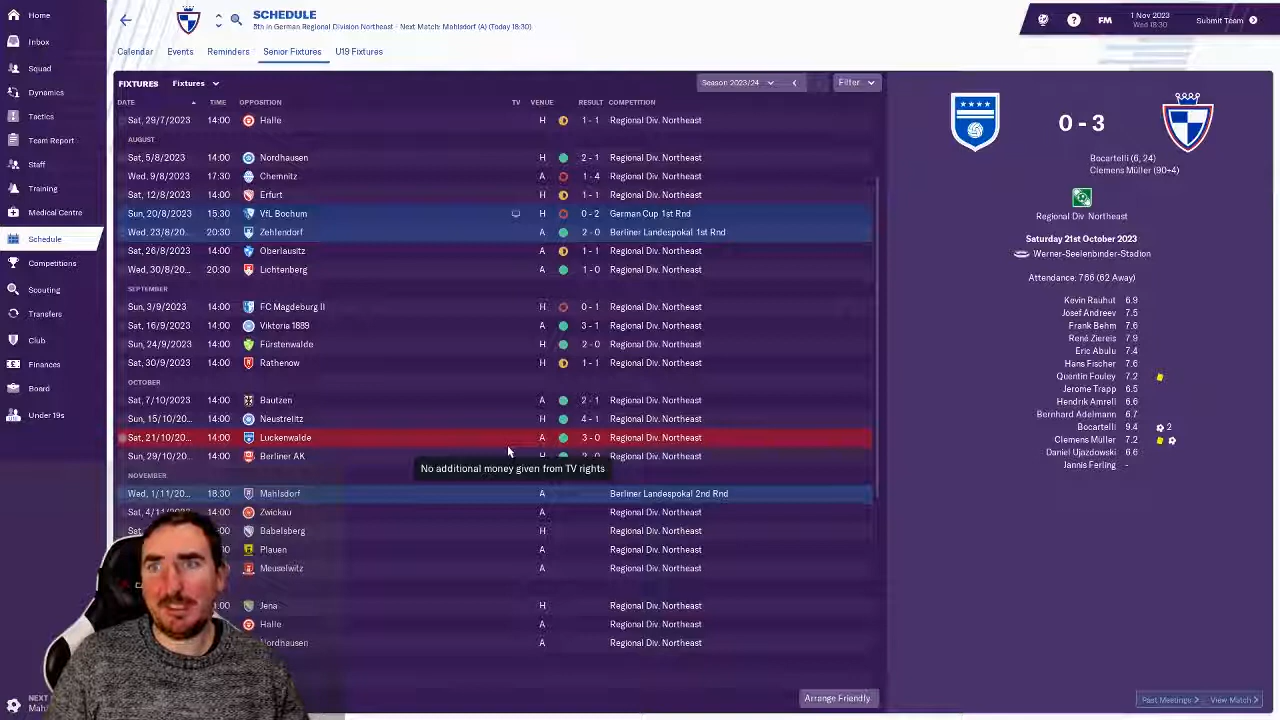 Home
Inbox
Squad
Dynamics
Tactics
Team Report
Staff
Training
Medical Centre
Schedule
Competitions
Scouting
Transfers
Club
Finances
Board
Under 19s
NEXT
SCHEDULE
5th in German Regional Division Northeast - Next Match: Mahlsdorf (A) (Today 18:30)
FM
1 Nov 2023
Wed 18:30
Submit Team
Calendar Events Reminders Senior Fixtures U19 Fixtures
FIXTURES Fixtures Season 2023/24 Filter
DATE TIME OPPOSITION TV VENUE RESULT COMPETITION
Sat, 29/7/2023 14:00 Halle H 1 - 1 Regional Div. Northeast
AUGUST
Sat, 5/8/2023 14:00 Nordhausen H 2 - 1 Regional Div. Northeast
Wed, 9/8/2023 17:30 Chemnitz A 1 - 4 Regional Div. Northeast
Sat, 12/8/2023 14:00 Erfurt H 1 - 1 Regional Div. Northeast
Sun, 20/8/2023 15:30 VfL Bochum H 0 - 2 German Cup 1st Rnd
Wed, 23/8/20... 20:30 Zehlendorf A 2 - 0 Berliner Landespokal 1st Rnd
Sat, 26/8/2023 14:00 Oberlausitz A 1 - 1 Regional Div. Northeast
Wed, 30/8/20... 20:30 Lichtenberg A 1 - 0 Regional Div. Northeast
SEPTEMBER
Sun, 3/9/2023 14:00 FC Magdeburg II H 0 - 1 Regional Div. Northeast
Sat, 16/9/2023 14:00 Viktoria 1889 A 3 - 1 Regional Div. Northeast
Sun, 24/9/2023 14:00 Fürstenwalde H 2 - 0 Regional Div. Northeast
Sat, 30/9/2023 14:00 Rathenow H 1 - 1 Regional Div. Northeast
OCTOBER
Sat, 7/10/2023 14:00 Bautzen A 2 - 1 Regional Div. Northeast
Sun, 15/10/20... 14:00 Neustrelitz H 4 - 1 Regional Div. Northeast
Sat, 21/10/20... 14:00 Luckenwalde A 3 - 0 Regional Div. Northeast
Sun, 29/10/20... 14:00 Berliner AK H 2 - 0 Regional Div. Northeast
No additional money given from TV rights
NOVEMBER
Wed, 1/11/20... 18:30 Mahlsdorf A Berliner Landespokal 2nd Rnd
Sat, 4/11/2023 14:00 Zwickau A Regional Div. Northeast
Babelsberg H Regional Div. Northeast
Plauen A Regional Div. Northeast
Meuselwitz A Regional Div. Northeast
Jena H Regional Div. Northeast
Halle A Regional Div. Northeast
Nordhausen A Regional Div. Northeast
Arrange Friendly
0 - 3
Bocartelli (6, 24)
Clemens Müller (90+4)
Regional Div. Northeast
Saturday 21st October 2023
Werner-Seelenbinder-Stadion
Attendance: 766 (62 Away)
Kevin Rauhut 6.9
Josef Andreev 7.5
Frank Behm 7.6
René Ziereis 7.9
Eric Abulu 7.4
Hans Fischer 7.6
Quentin Fouley 7.2
Jerome Trapp 6.5
Hendrik Amrell 6.6
Bernhard Adelmann 6.7
Bocartelli 9.4 2
Clemens Müller 7.2
Daniel Ujazdowski 6.6
Jannis Ferling -
Past Meetings View Match